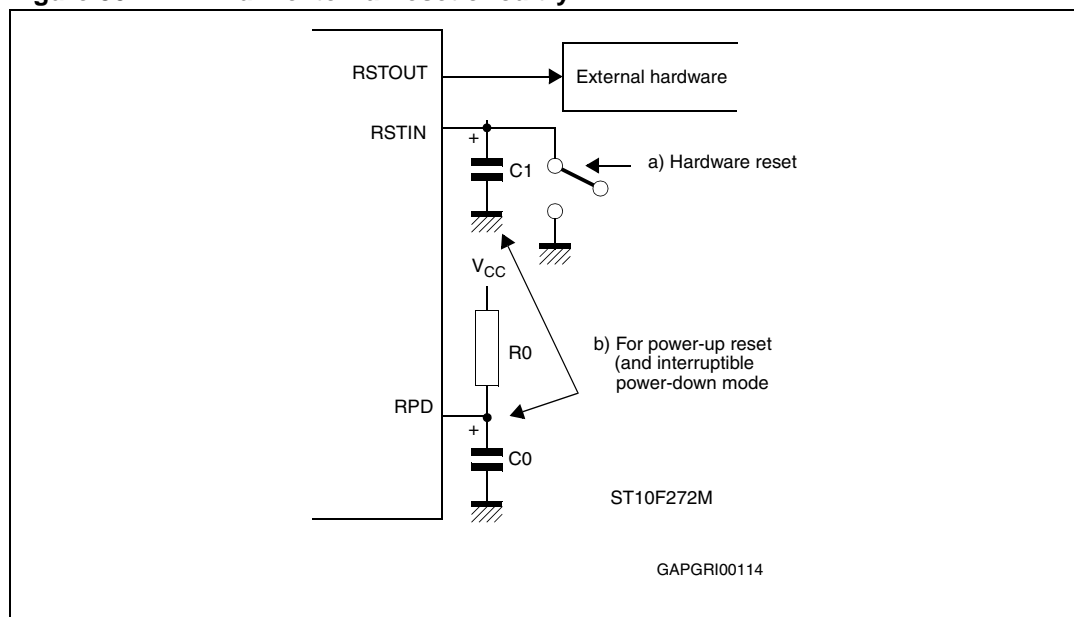 RSTOUT
External hardware
RSTIN
+
C1
a) Hardware reset
VCC
R0
b) For power-up reset
(and interruptible
power-down mode
RPD
+
C0
ST10F272M
GAPGRI00114